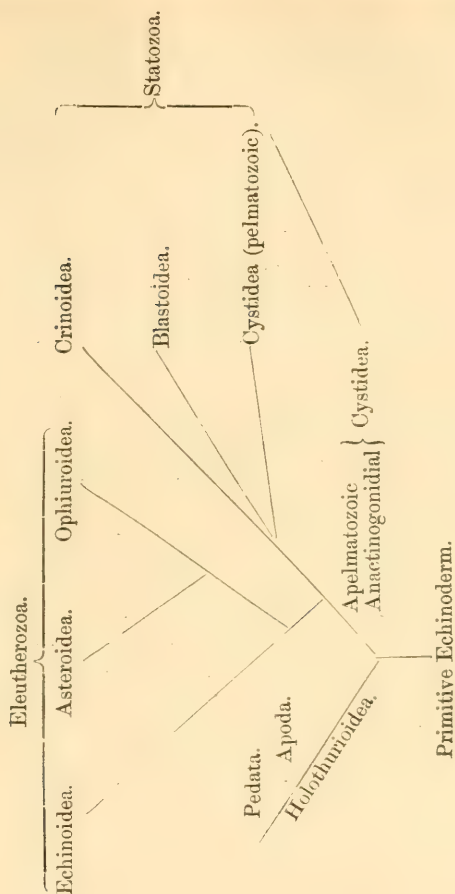 Eleutherozoa.
Echinoidea. Asteroidea. Ophiuroidea. Crinoidea.
Statozoa.
Blastoidea.
Cystidea (pelmatozoic).
Pedata.
Apoda.
Holothurioidea.
Apelmatozoic
Anactinogonidial } Cystidea.
Primitive Echinoderm.